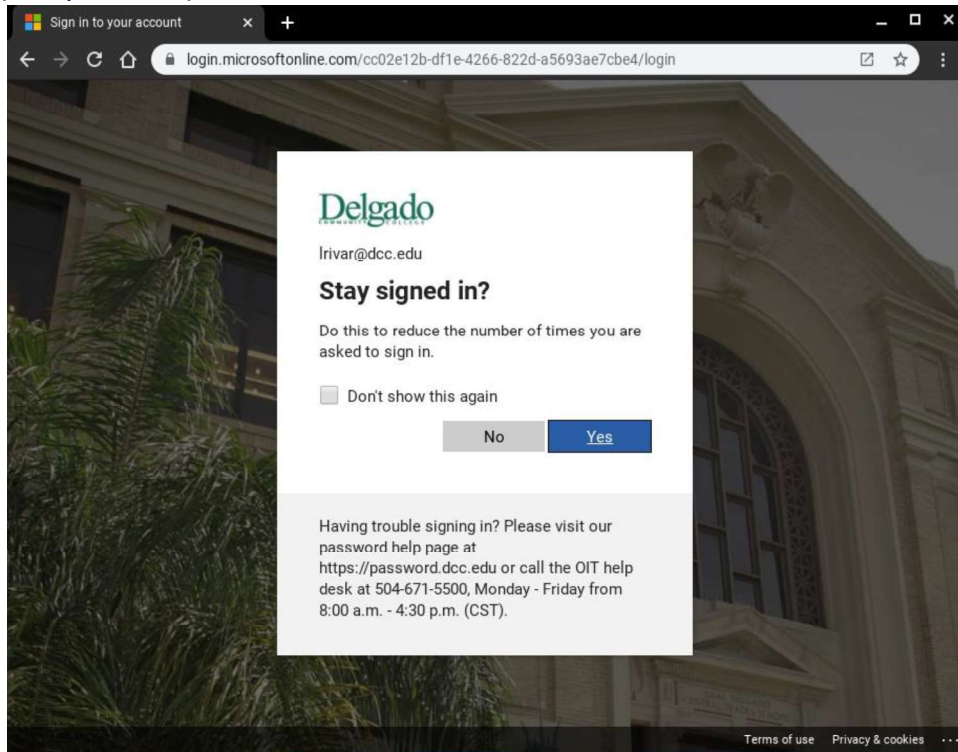 Sign in to your account
login.microsoftonline.com/cc02e12b-df1e-4266-822d-a5693ae7cbe4/login
Delgado
COMMUNITY COLLEGE
lrivar@dcc.edu
Stay signed in?
Do this to reduce the number of times you are
asked to sign in.
Don't show this again
No Yes
Having trouble signing in? Please visit our
password help page at
https://password.dcc.edu or call the OIT help
desk at 504-671-5500, Monday - Friday from
8:00 a.m. - 4:30 p.m. (CST).
Terms of use Privacy & cookies ...